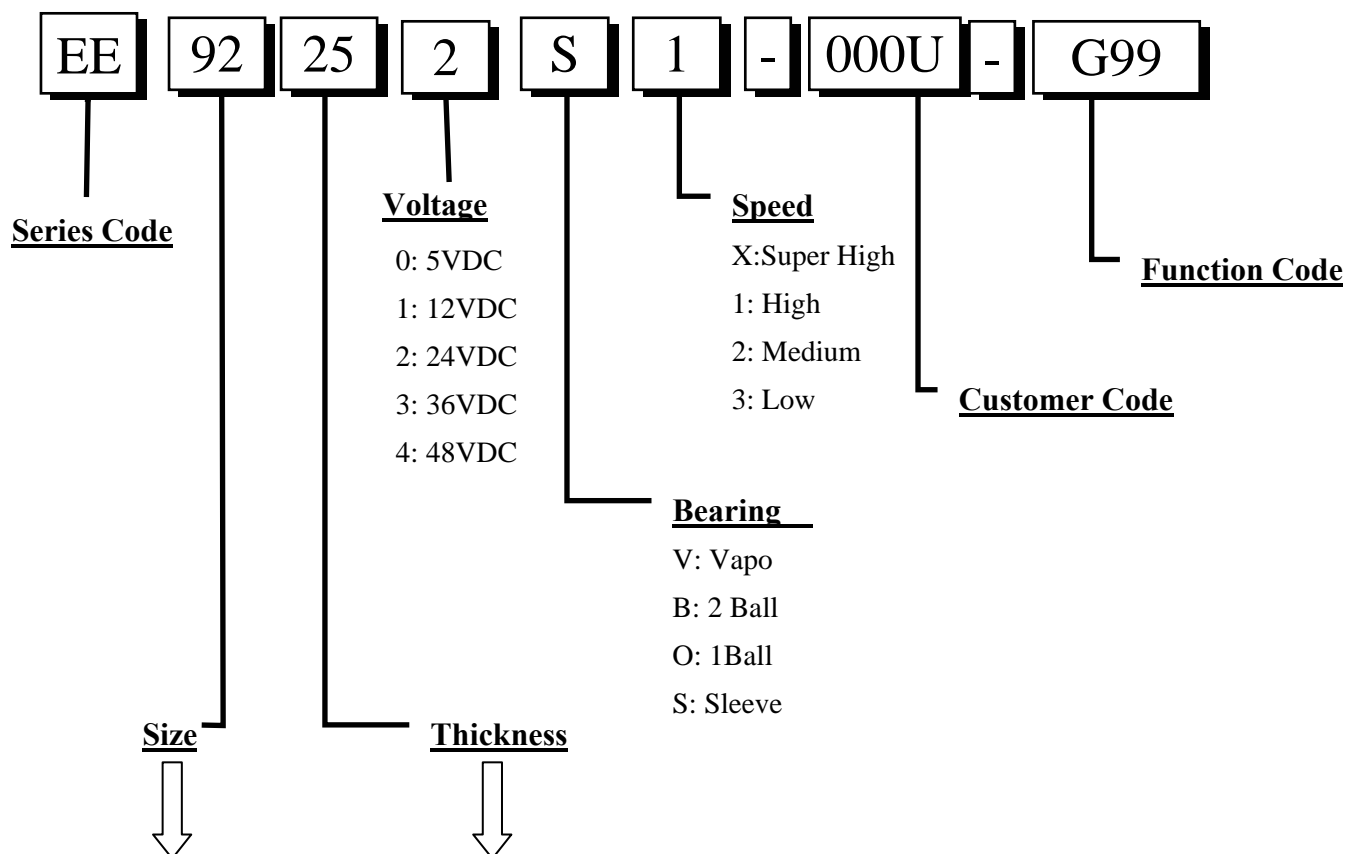 EE 92 25 2 S 1 - 000U - G99
Series Code
Voltage
0: 5VDC
1: 12VDC
2: 24VDC
3: 36VDC
4: 48VDC
Speed
X:Super High
1: High
2: Medium
3: Low
Function Code
Customer Code
Bearing
V: Vapo
B: 2 Ball
O: 1Ball
S: Sleeve
Size
Thickness